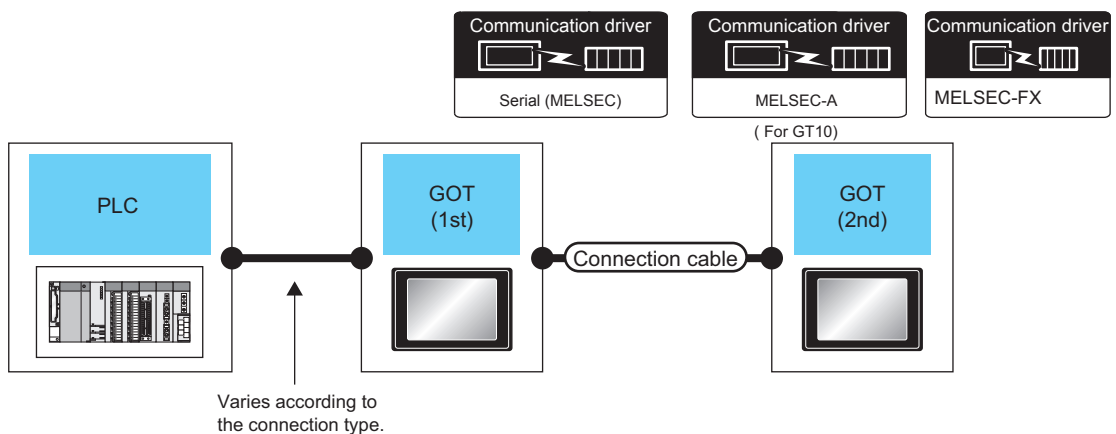 Communication driver
Serial (MELSEC)
Communication driver
MELSEC-A
( For GT10)
Communication driver
MELSEC-FX
PLC
GOT
(1st)
Connection cable
GOT
(2nd)
Varies according to
the connection type.